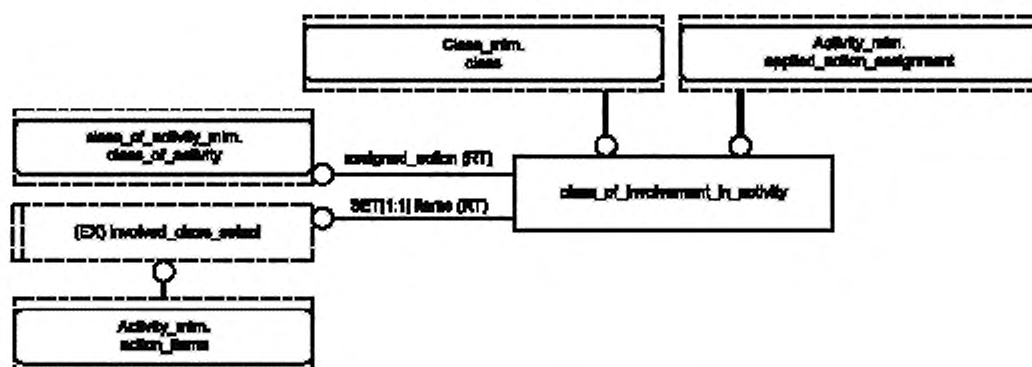 Class_mim.
class
Activity_mim.
applied_action_assignment
class_of_activity_mim.
class_of_activity
assigned_action (RT)
class_of_involvement_in_activity
SET[1:1] items (RT)
(EX) involved_class_select
Activity_mim.
action_items